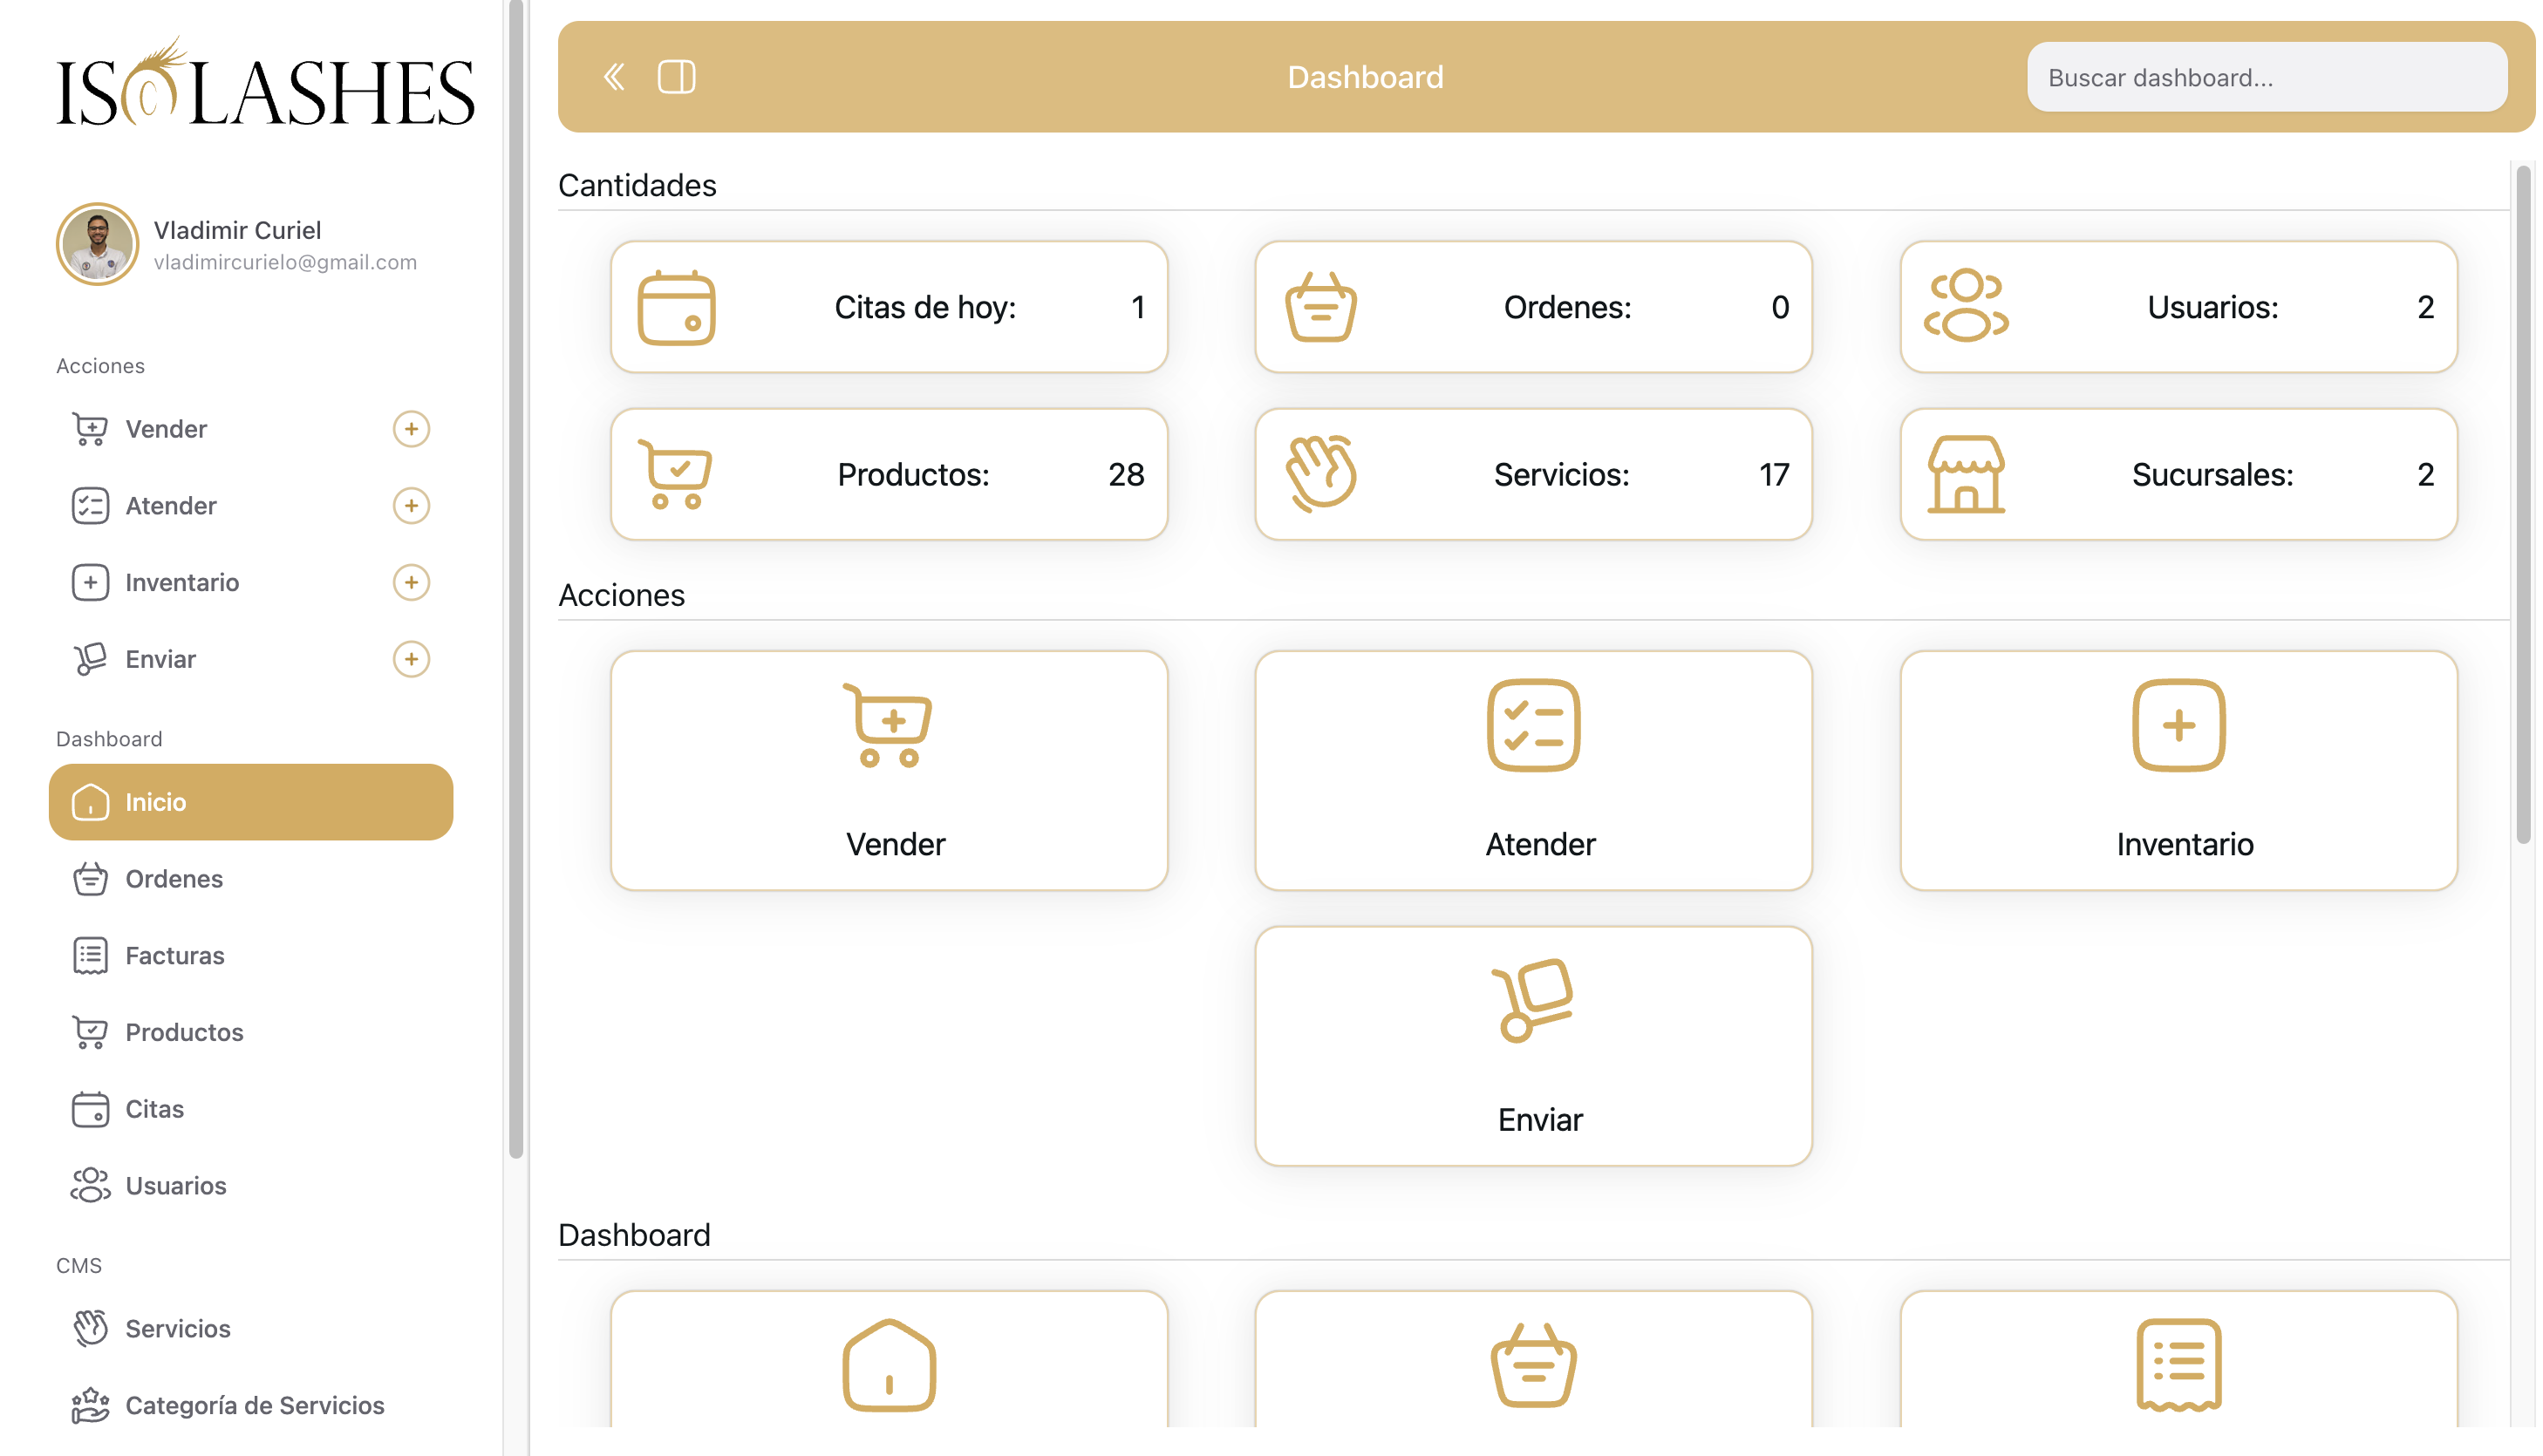 ISOLASHES
Vladimir Curiel
vladimircurielo@gmail.com
Acciones
Vender
Atender
Inventario
Enviar
Dashboard
Inicio
Ordenes
Facturas
Productos
Citas
Usuarios
CMS
Servicios
Categoría de Servicios
Dashboard
Buscar dashboard...
Cantidades
Citas de hoy: 1
Ordenes: 0
Usuarios: 2
Productos: 28
Servicios: 17
Sucursales: 2
Acciones
Vender
Atender
Inventario
Enviar
Dashboard